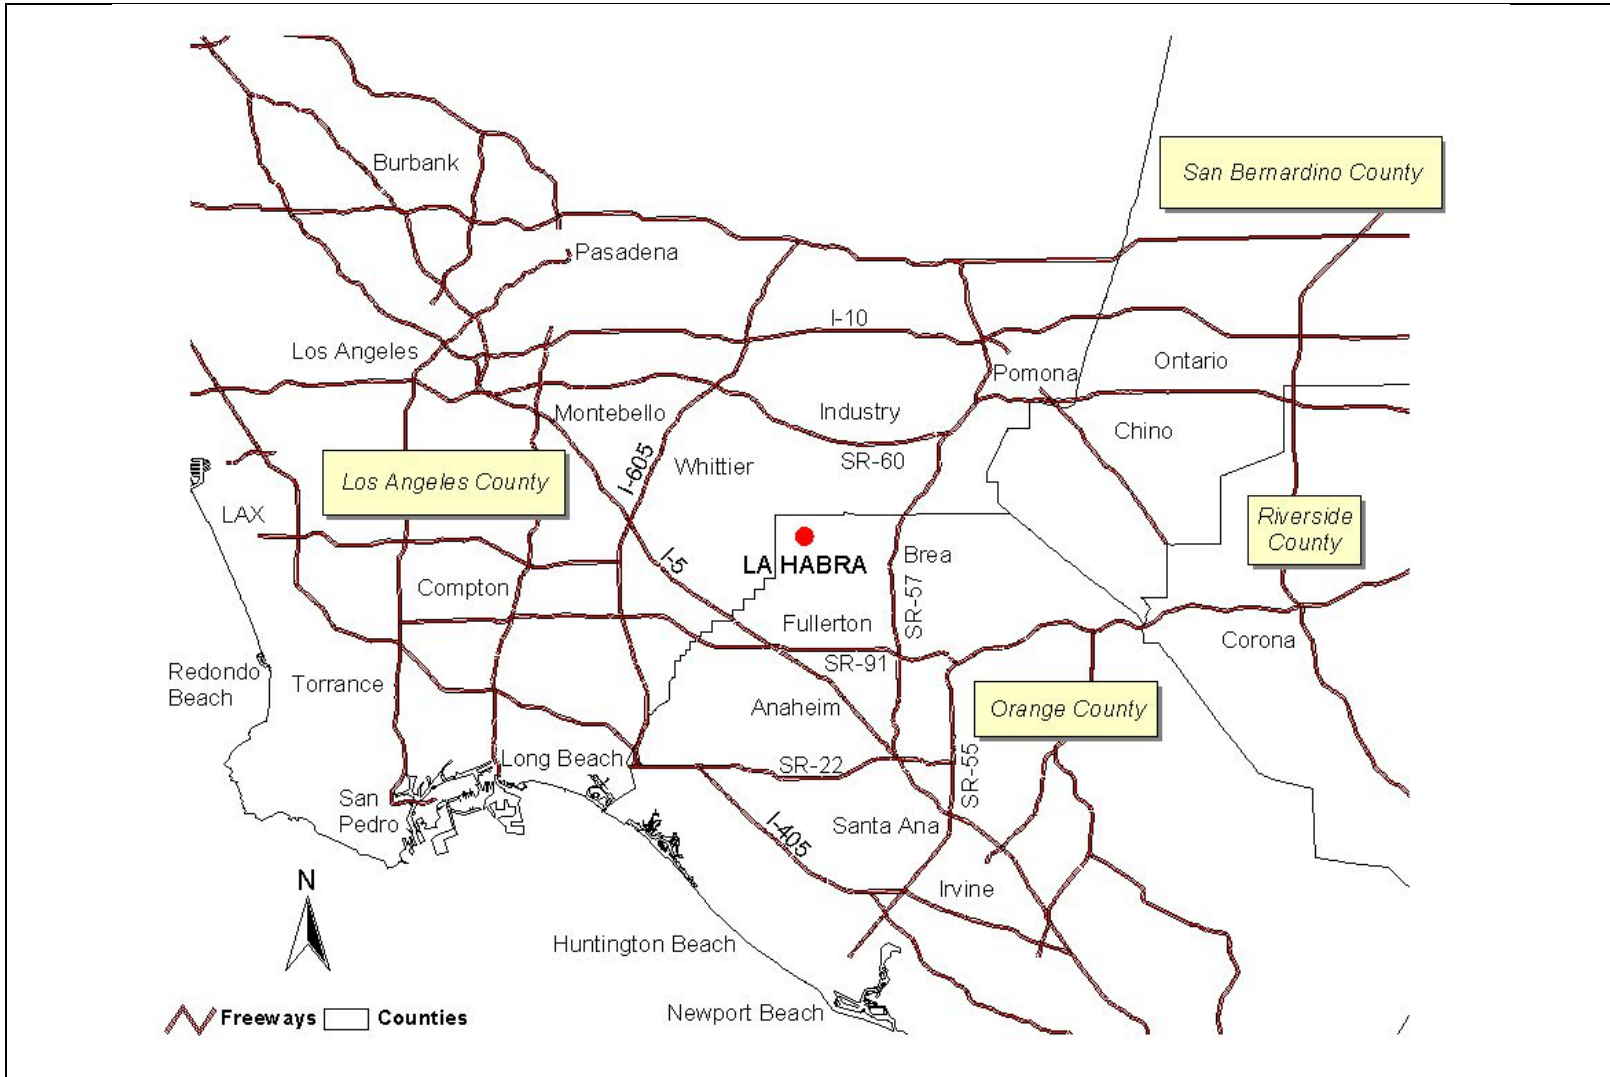 Burbank
San Bernardino County
Pasadena
I-10
Los Angeles
Ontario
Pomona
Montebello
Industry
Chino
SR-60
I-605
Whittier
Los Angeles County
LAX
Riverside
County
I-5
LA HABRA
Brea
Compton
SR-57
Fullerton
Corona
SR-91
Redondo
Beach
Torrance
Anaheim
Orange County
Long Beach
SR-22
SR-55
San
Pedro
I-405
Santa Ana
N
Irvine
Huntington Beach
Newport Beach
Freeways
Counties